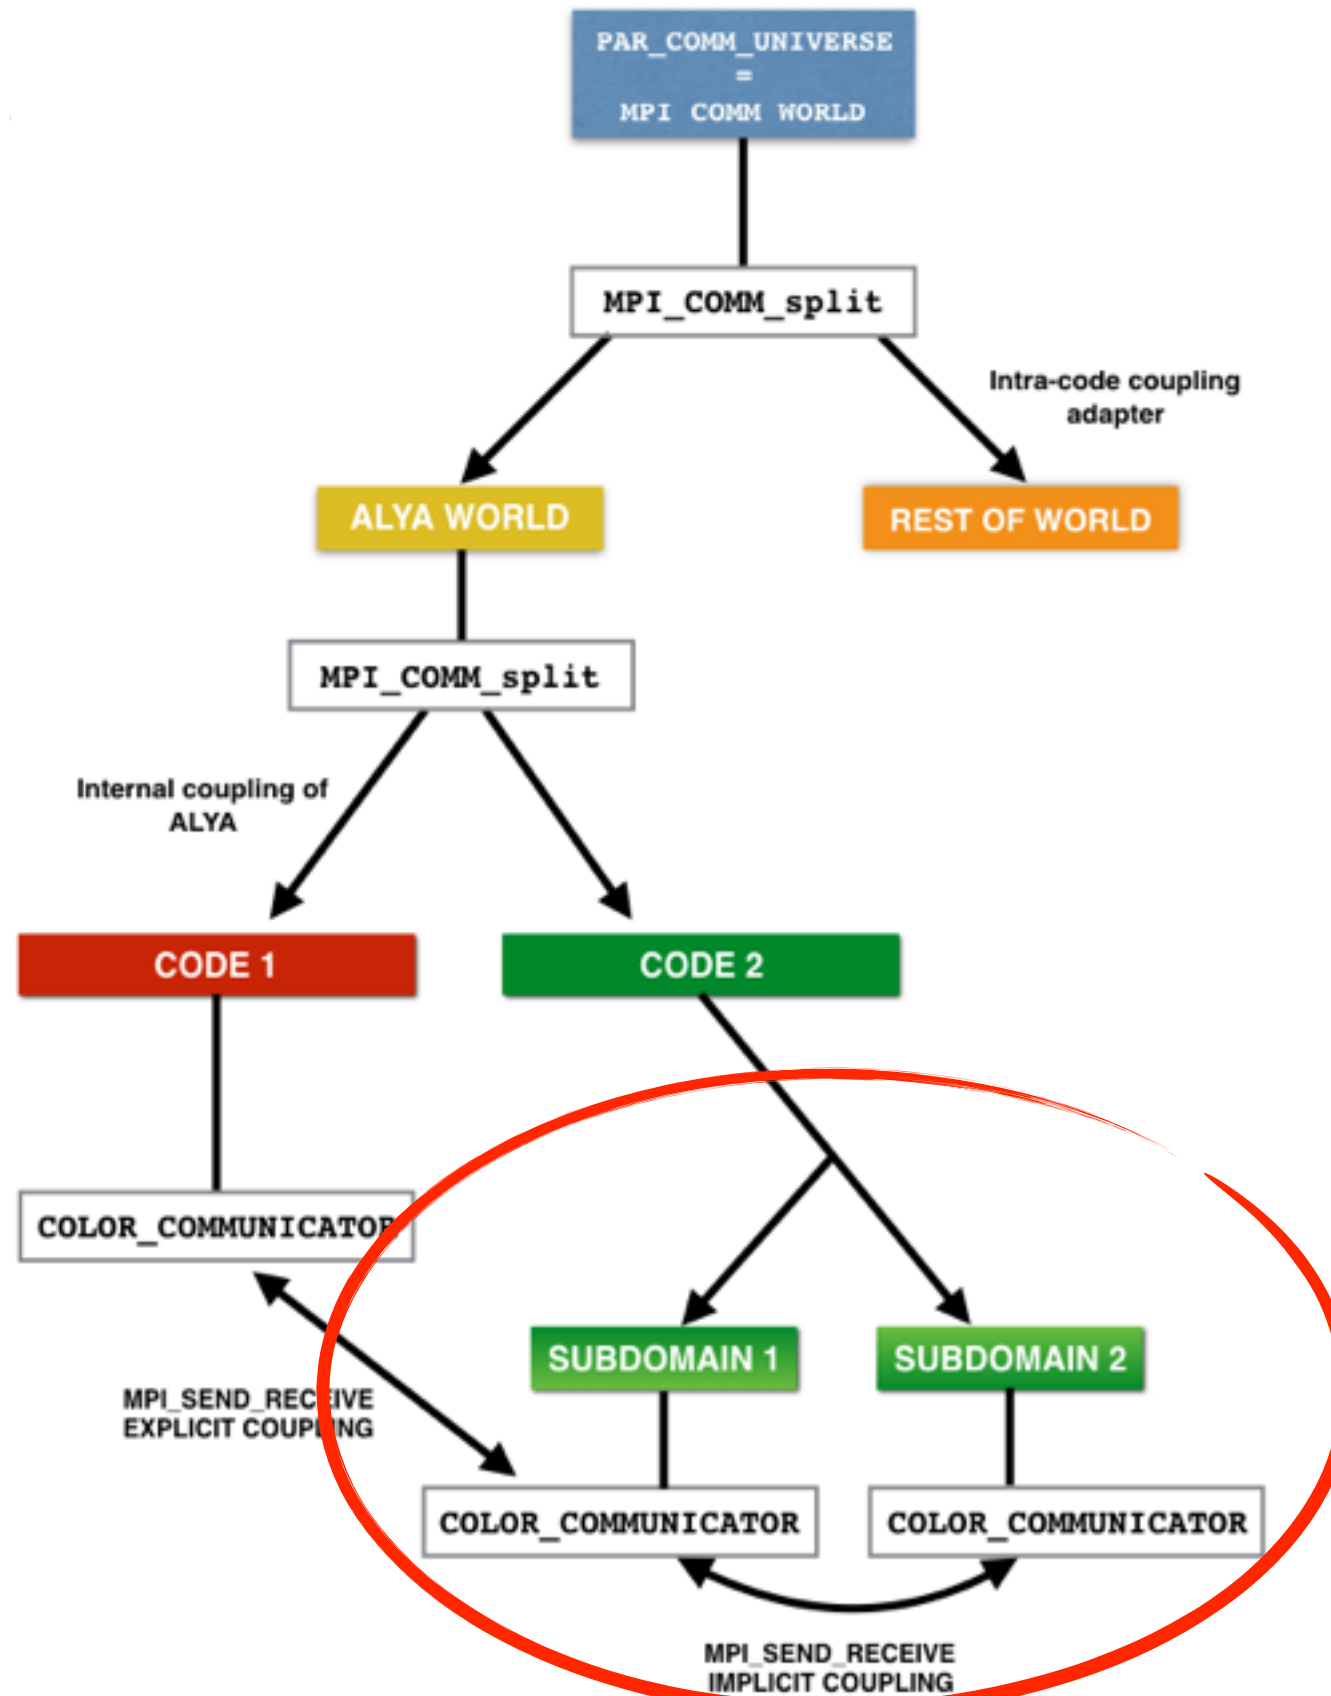 PAR_COMM_UNIVERSE
=
MPI COMM WORLD
MPI_COMM_split
Intra-code coupling
adapter
ALYA WORLD
REST OF WORLD
MPI_COMM_split
Internal coupling of
ALYA
CODE 1
CODE 2
COLOR_COMMUNICATOR
SUBDOMAIN 1
SUBDOMAIN 2
MPI_SEND_RECEIVE
EXPLICIT COUPLING
COLOR_COMMUNICATOR
COLOR_COMMUNICATOR
MPI_SEND_RECEIVE
IMPLICIT COUPLING